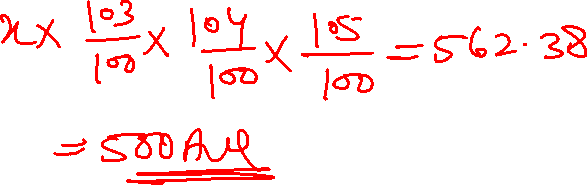 x × 103/100 × 104/100 × 105/100 = 562.38
= 500 Ans